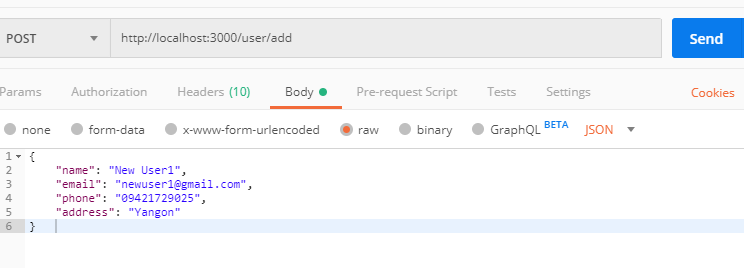 POST http://localhost:3000/user/add Send
Params Authorization Headers (10) Body Pre-request Script Tests Settings Cookies
none form-data x-www-form-urlencoded raw binary GraphQL BETA JSON
1 {
2 "name": "New User1",
3 "email": "newuser1@gmail.com",
4 "phone": "09421729025",
5 "address": "Yangon"
6 }